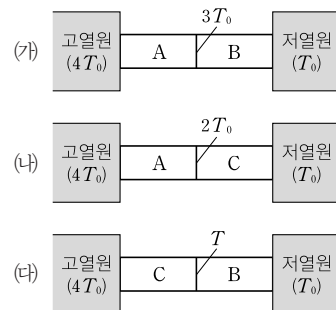 (가) 고열원 (4T₀) A 3T₀ B 저열원 (T₀)
(나) 고열원 (4T₀) A 2T₀ C 저열원 (T₀)
(다) 고열원 (4T₀) C T B 저열원 (T₀)